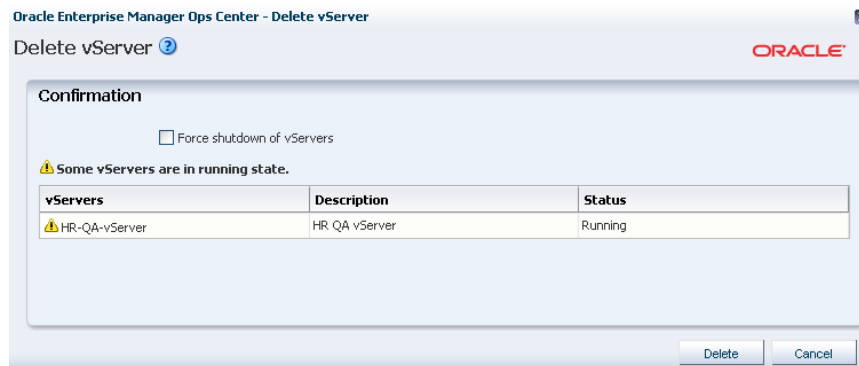 Oracle Enterprise Manager Ops Center - Delete vServer
Delete vServer
ORACLE
Confirmation
Force shutdown of vServers
Some vServers are in running state.
vServers Description Status
HR-QA-vServer HR QA vServer Running
Delete Cancel